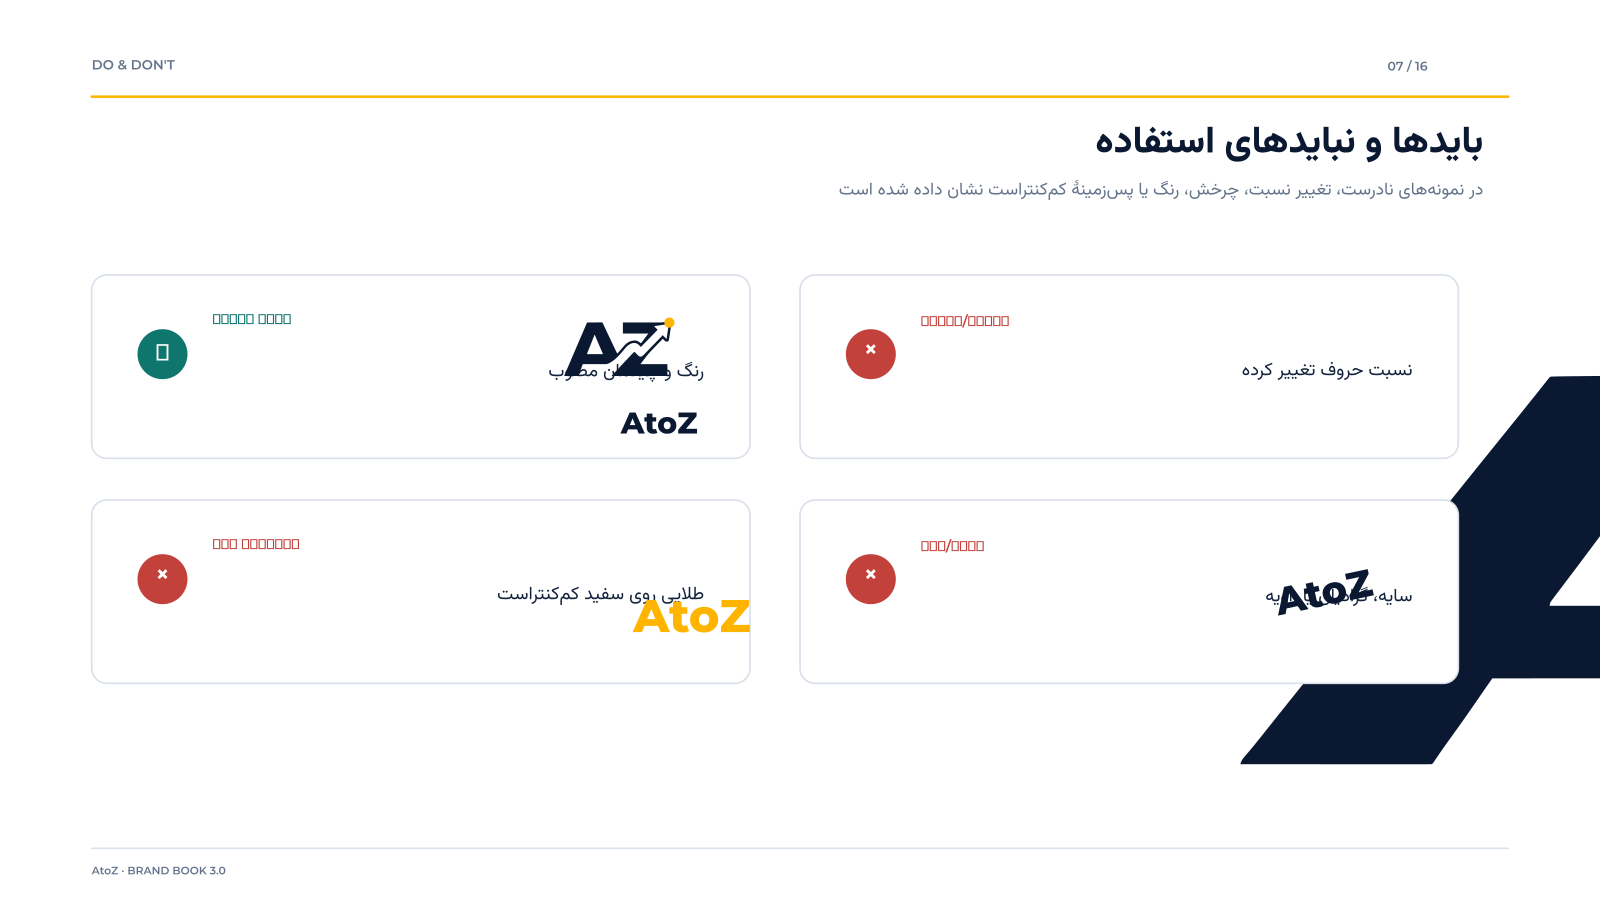 DO & DON'T
07 / 16
بایدها و نبایدهای استفاده
در نمونه‌های نادرست، تغییر نسبت، چرخش، رنگ یا پس‌زمینهٔ کم‌کنتراست نشان داده شده است
نسبت حروف تغییر کرده
AZ
رنگ و
AtoZ
سایه،
AtoZ
طلایی روی سفید کم‌کنتراست
AtoZ
AtoZ · BRAND BOOK 3.0